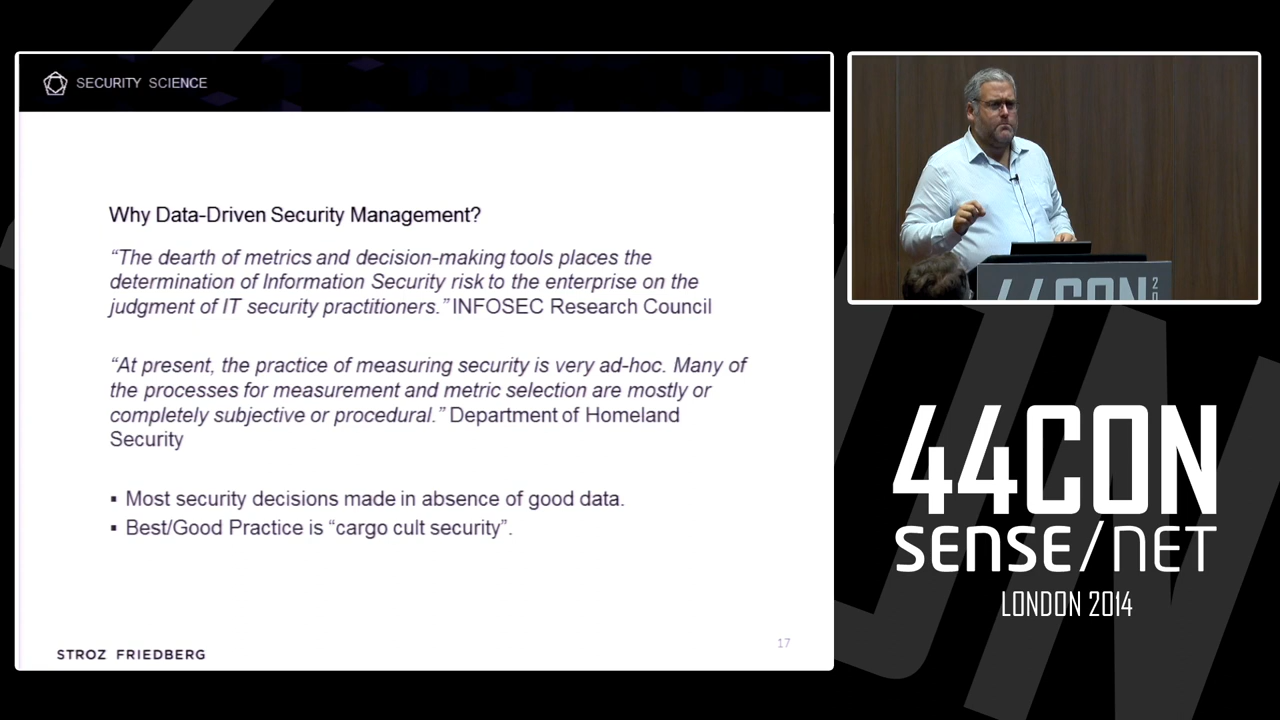 SECURITY SCIENCE
Why Data-Driven Security Management?
“The dearth of metrics and decision-making tools places the
determination of Information Security risk to the enterprise on the
judgment of IT security practitioners.” INFOSEC Research Council
“At present, the practice of measuring security is very ad-hoc. Many of
the processes for measurement and metric selection are mostly or
completely subjective or procedural.” Department of Homeland
Security
▪ Most security decisions made in absence of good data.
▪ Best/Good Practice is “cargo cult security”.
STROZ FRIEDBERG
17
44CON
44CON
SENSE/NET
LONDON 2014